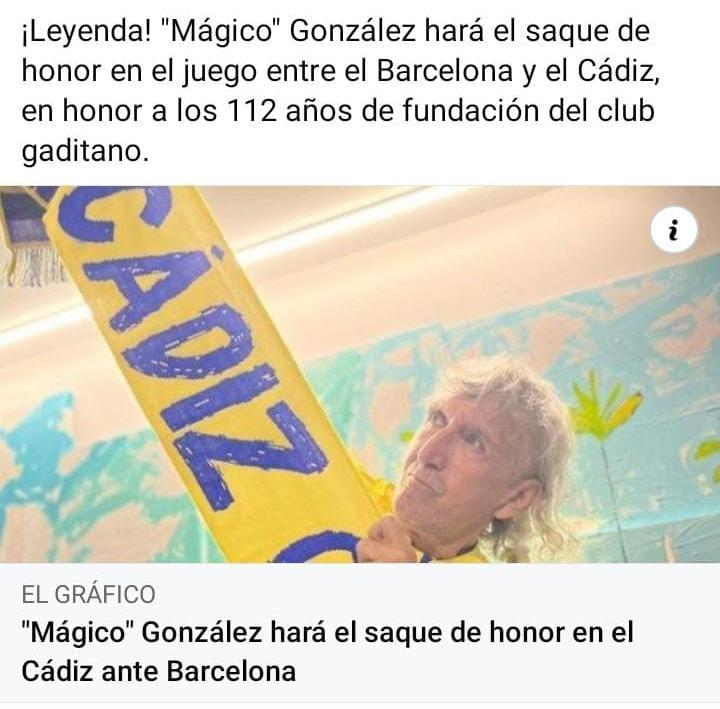 ¡Leyenda! "Mágico" González hará el saque de
honor en el juego entre el Barcelona y el Cádiz,
en honor a los 112 años de fundación del club
gaditano.
i
CÁDIZ
EL GRÁFICO
"Mágico" González hará el saque de honor en el
Cádiz ante Barcelona